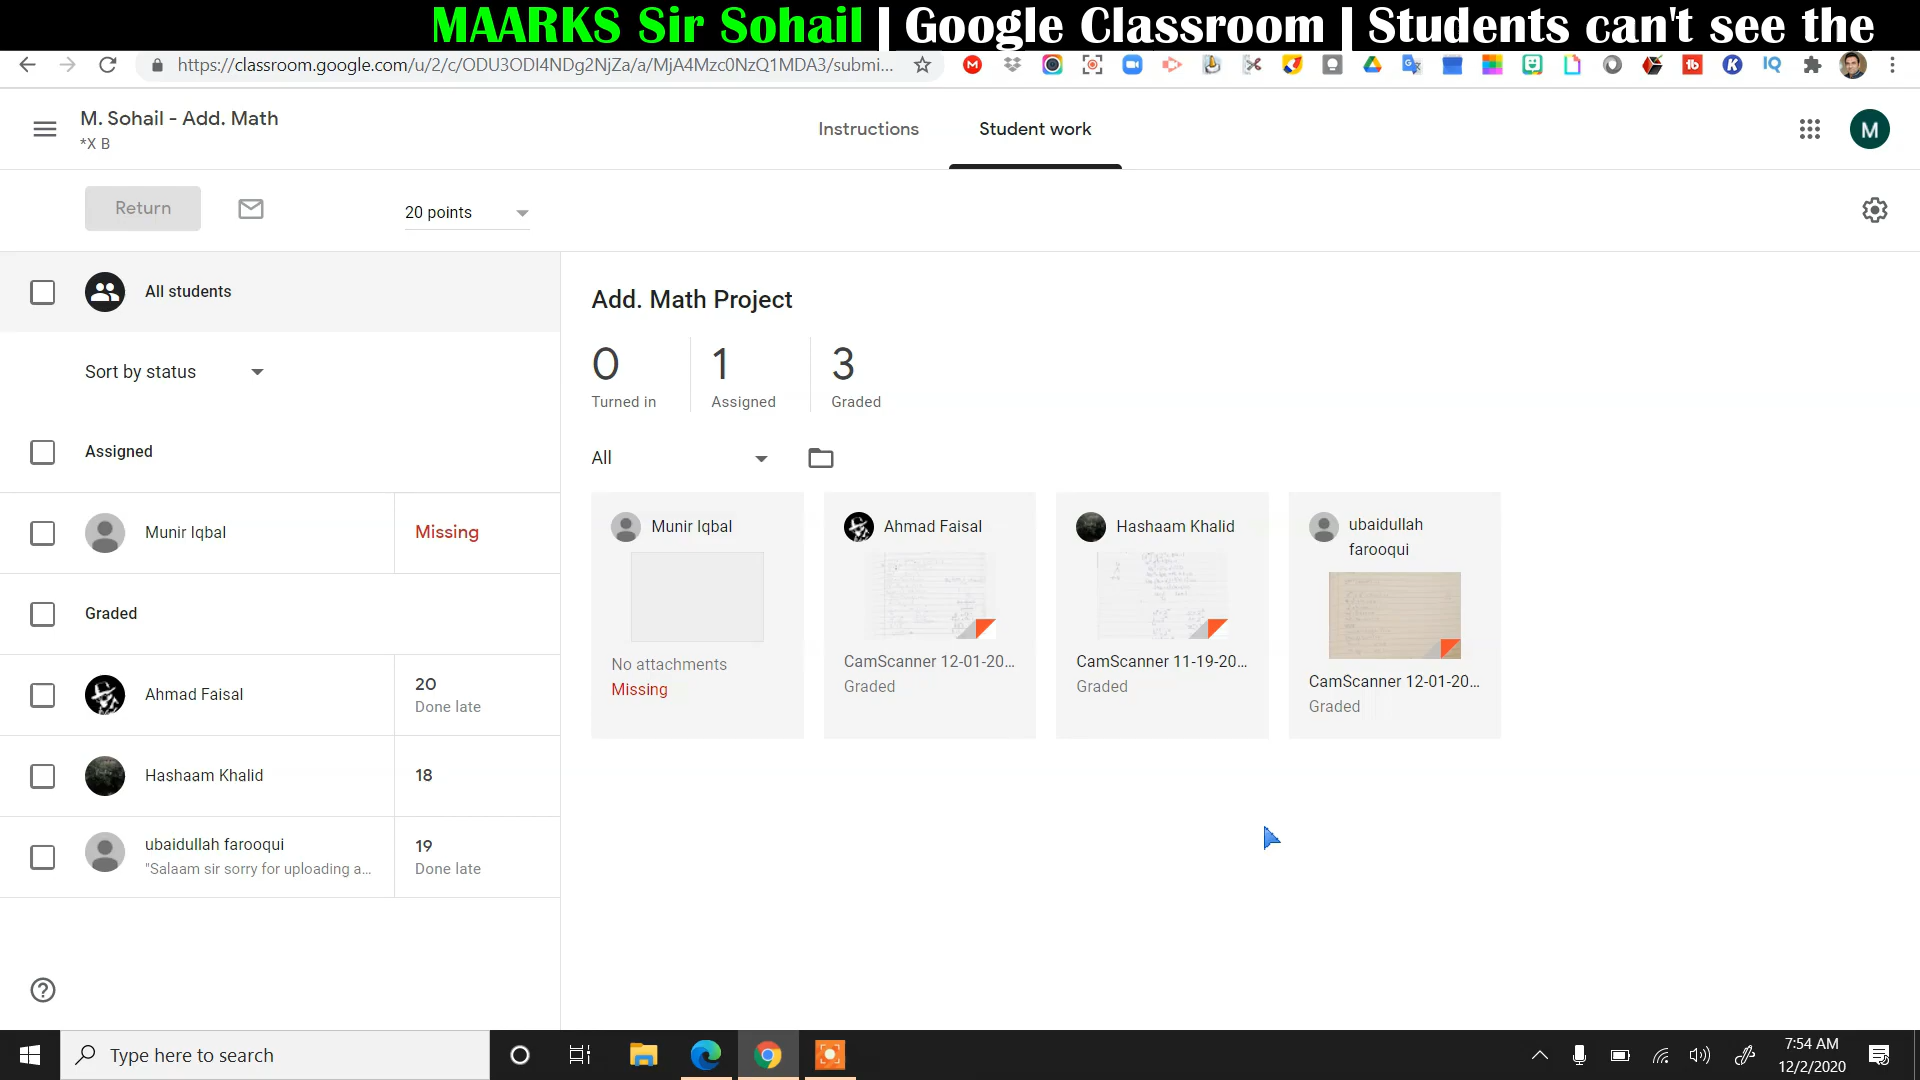 MAARKS Sir Sohail | Google Classroom | Students can't see the
https://classroom.google.com/u/2/c/ODU3ODI4NDg2NjZa/a/MjA4Mzc0NzQ1MDA3/submi...
M. Sohail - Add. Math
*X B
Instructions
Student work
M
Return
20 points
All students
Sort by status
Assigned
Munir Iqbal
Missing
Graded
Ahmad Faisal
20
Done late
Hashaam Khalid
18
ubaidullah farooqui
"Salaam sir sorry for uploading a...
19
Done late
Add. Math Project
0
Turned in
1
Assigned
3
Graded
All
Munir Iqbal
No attachments
Missing
Ahmad Faisal
CamScanner 12-01-20...
Graded
Hashaam Khalid
CamScanner 11-19-20...
Graded
ubaidullah
farooqui
CamScanner 12-01-20...
Graded
Type here to search
7:54 AM
12/2/2020